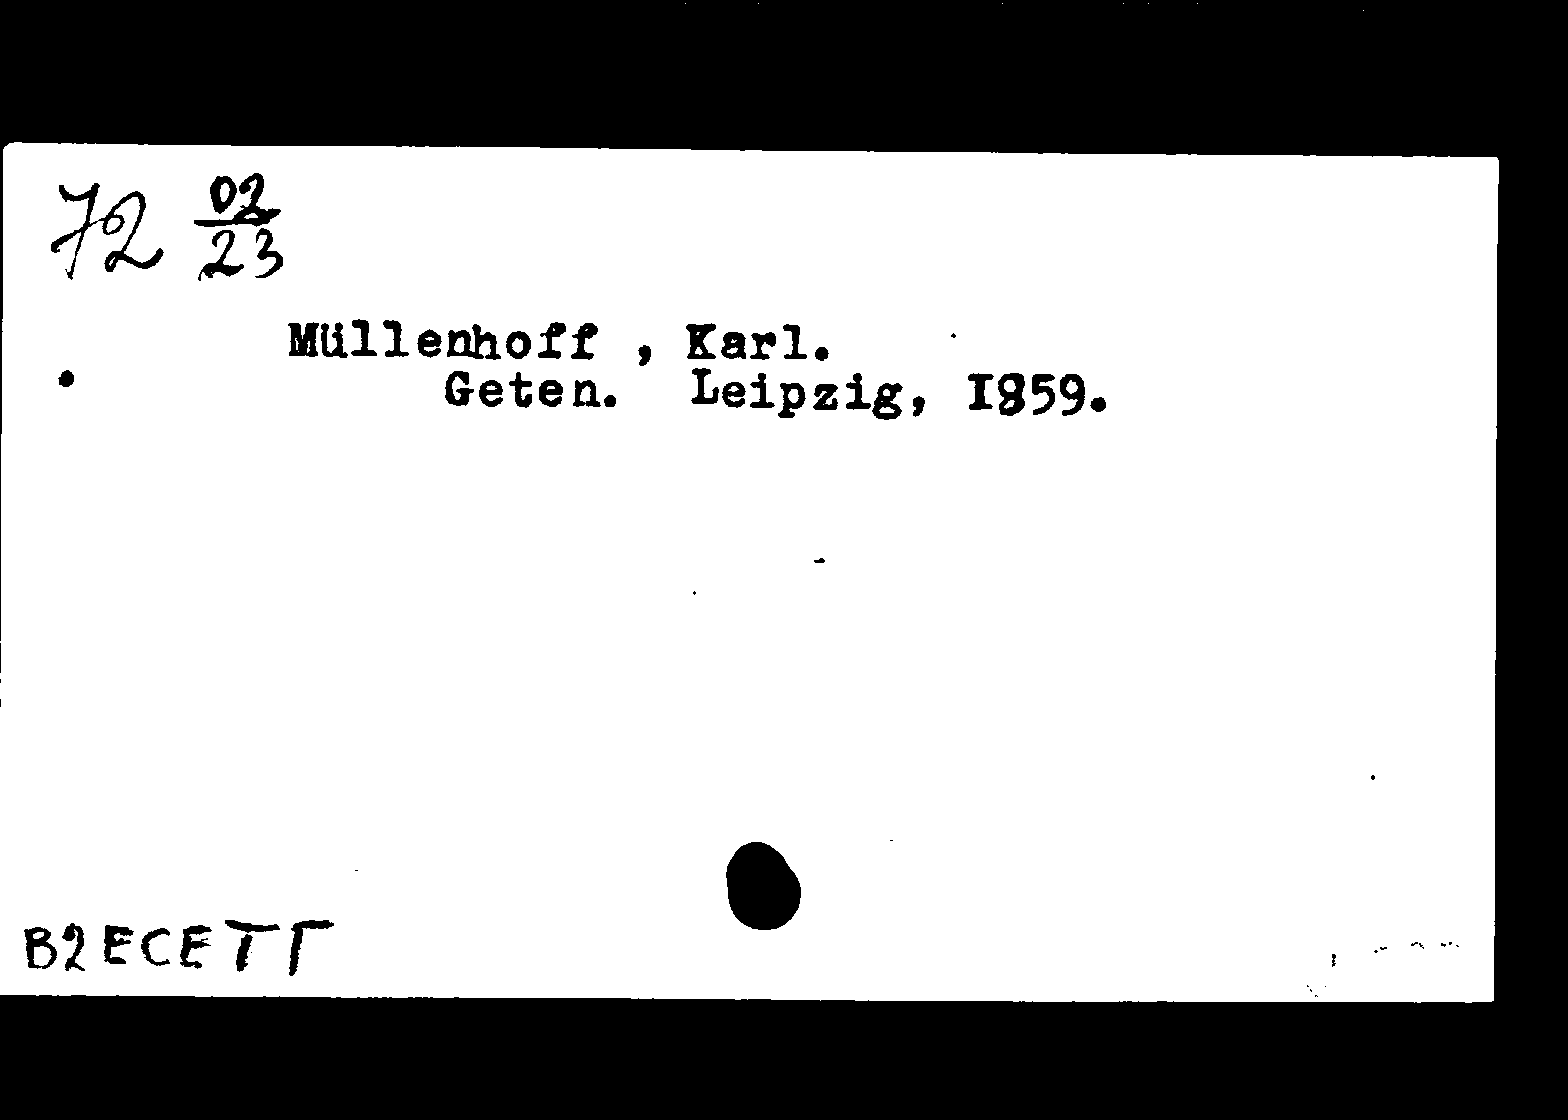 72 02/23
Müllenhoff , Karl.
Geten. Leipzig, I859.
B2ECETT